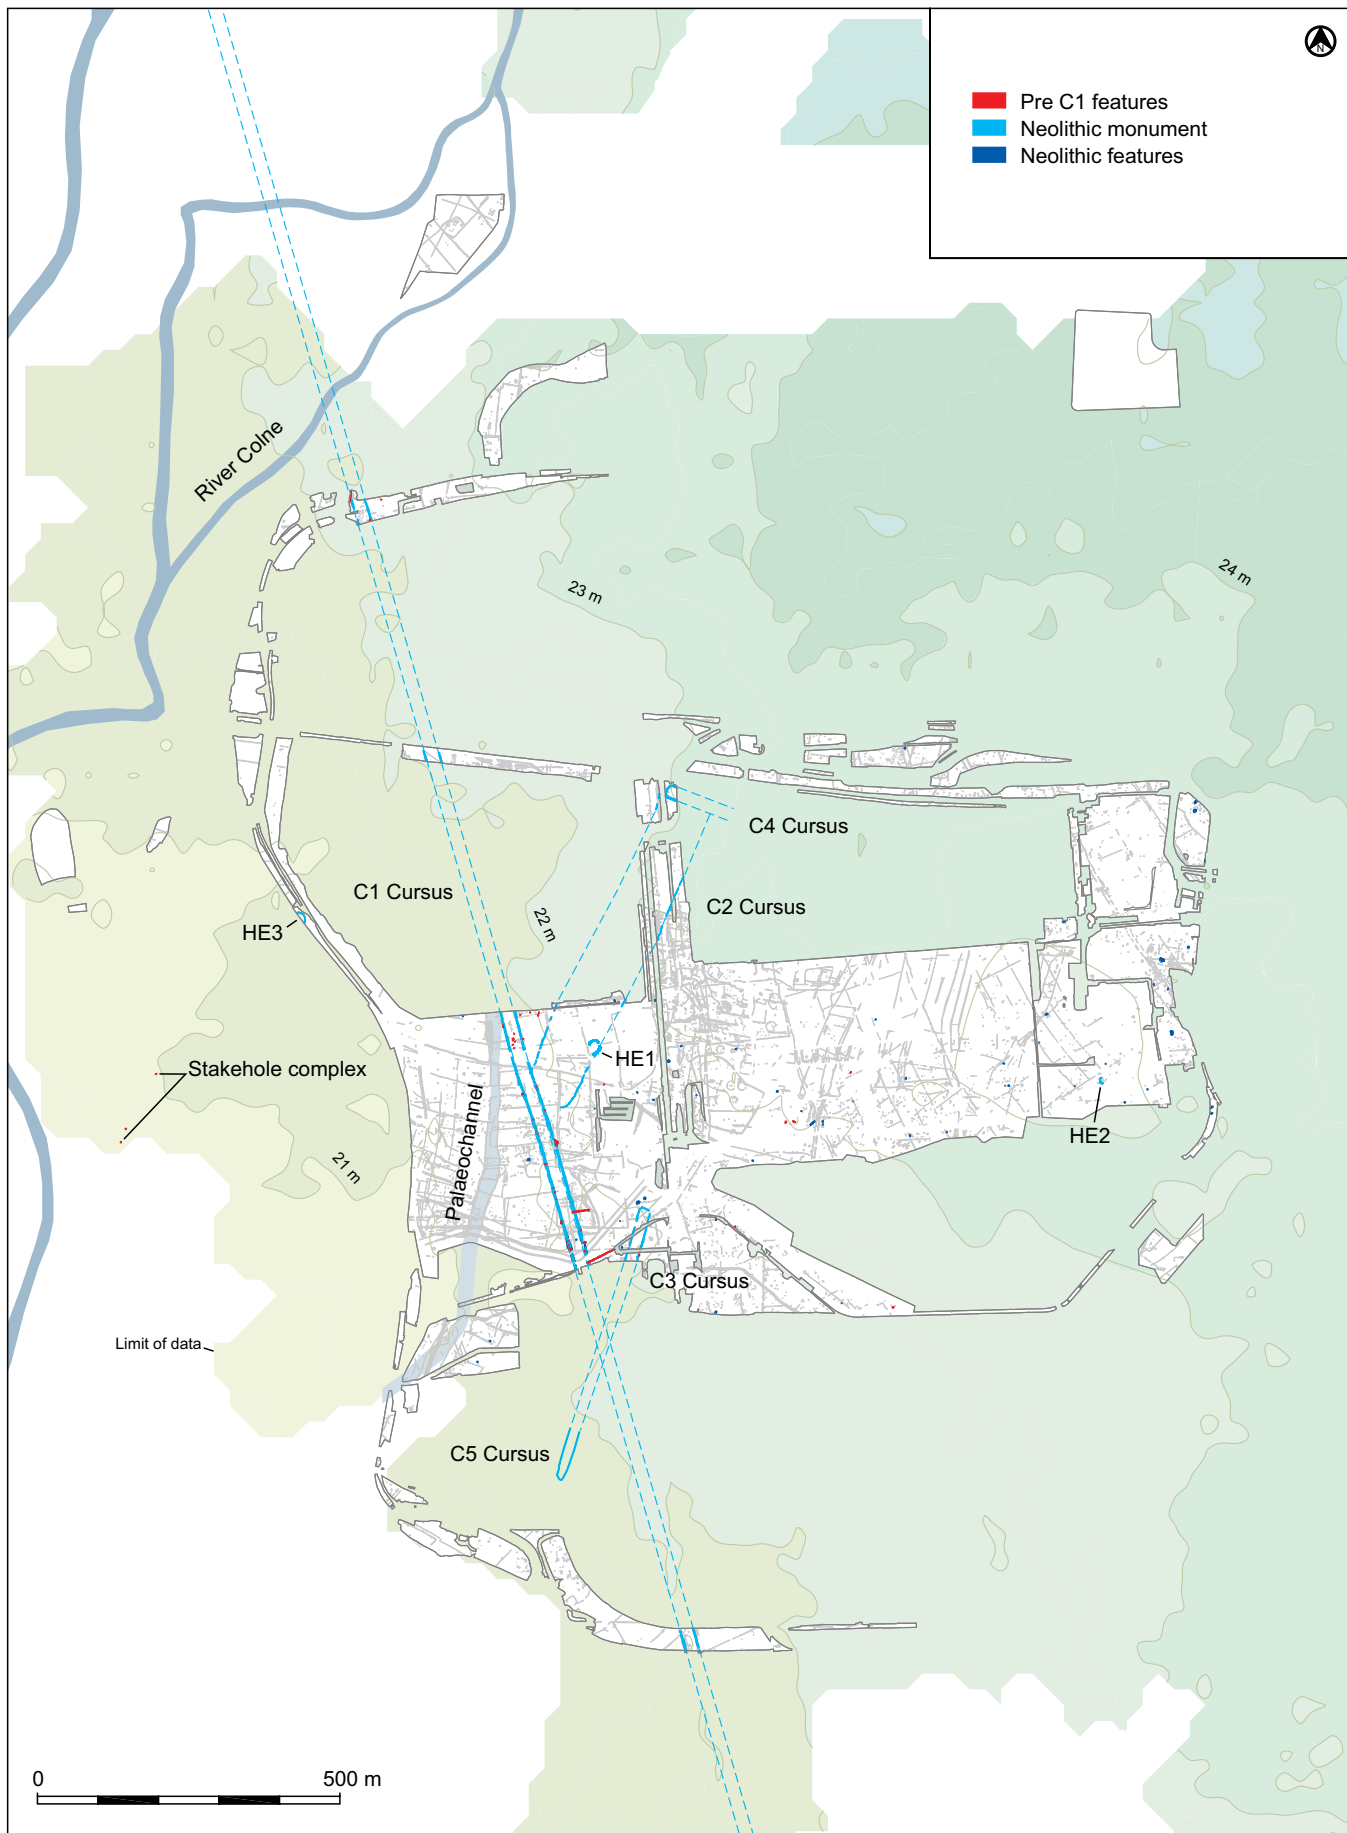 N
Pre C1 features
Neolithic monument
Neolithic features
River Colne
23 m
24 m
C4 Cursus
C1 Cursus
C2 Cursus
22 m
HE3
HE1
Stakehole complex
Palaeochannel
HE2
21 m
C3 Cursus
Limit of data
C5 Cursus
0 500 m